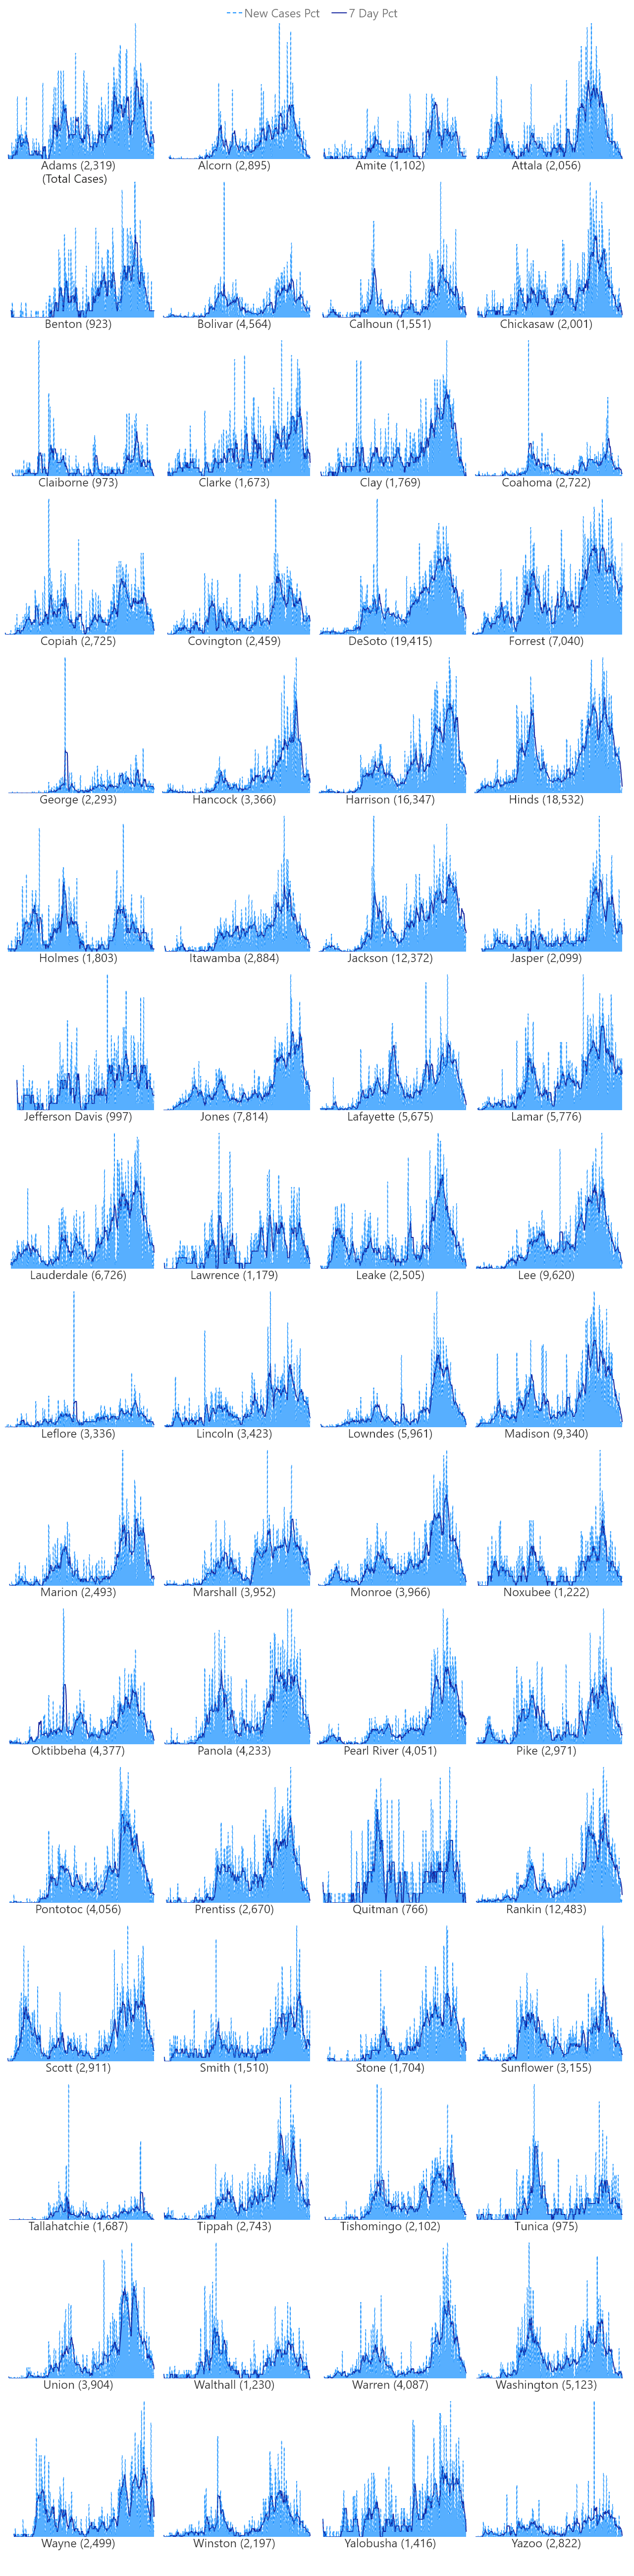 New Cases Pct 7 Day Pct
Adams (2,319) Alcorn (2,895) Amite (1,102) Attala (2,056)
(Total Cases)
Benton (923) Bolivar (4,564) Calhoun (1,551) Chickasaw (2,001)
Claiborne (973) Clarke (1,673) Clay (1,769) Coahoma (2,722)
Copiah (2,725) Covington (2,459) DeSoto (19,415) Forrest (7,040)
George (2,293) Hancock (3,366) Harrison (16,347) Hinds (18,532)
Holmes (1,803) Itawamba (2,884) Jackson (12,372) Jasper (2,099)
Jefferson Davis (997) Jones (7,814) Lafayette (5,675) Lamar (5,776)
Lauderdale (6,726) Lawrence (1,179) Leake (2,505) Lee (9,620)
Leflore (3,336) Lincoln (3,423) Lowndes (5,961) Madison (9,340)
Marion (2,493) Marshall (3,952) Monroe (3,966) Noxubee (1,222)
Oktibbeha (4,377) Panola (4,233) Pearl River (4,051) Pike (2,971)
Pontotoc (4,056) Prentiss (2,670) Quitman (766) Rankin (12,483)
Scott (2,911) Smith (1,510) Stone (1,704) Sunflower (3,155)
Tallahatchie (1,687) Tippah (2,743) Tishomingo (2,102) Tunica (975)
Union (3,904) Walthall (1,230) Warren (4,087) Washington (5,123)
Wayne (2,499) Winston (2,197) Yalobusha (1,416) Yazoo (2,822)